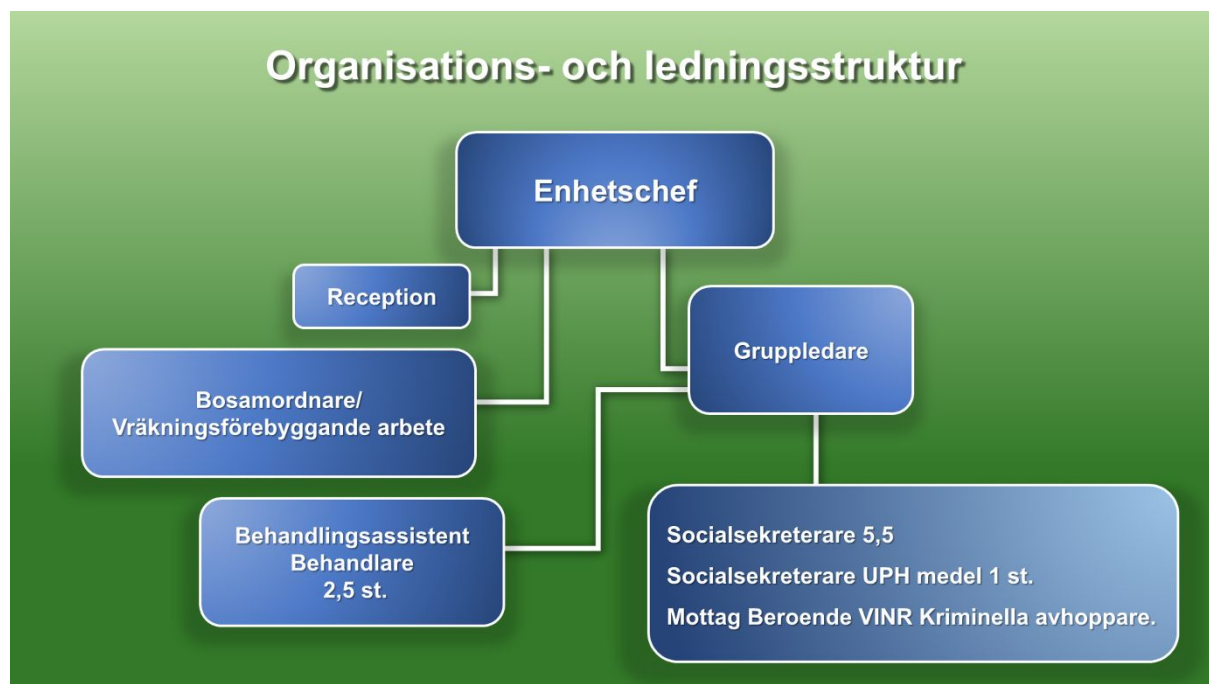 Organisations- och ledningsstruktur
Enhetschef
Reception
Gruppledare
Bosamordnare/
Vräkningsförebyggande arbete
Behandlingsassistent
Behandlare
2,5 st.
Socialsekreterare 5,5
Socialsekreterare UPH medel 1 st.
Mottag Beroende VINR Kriminella avhoppare.